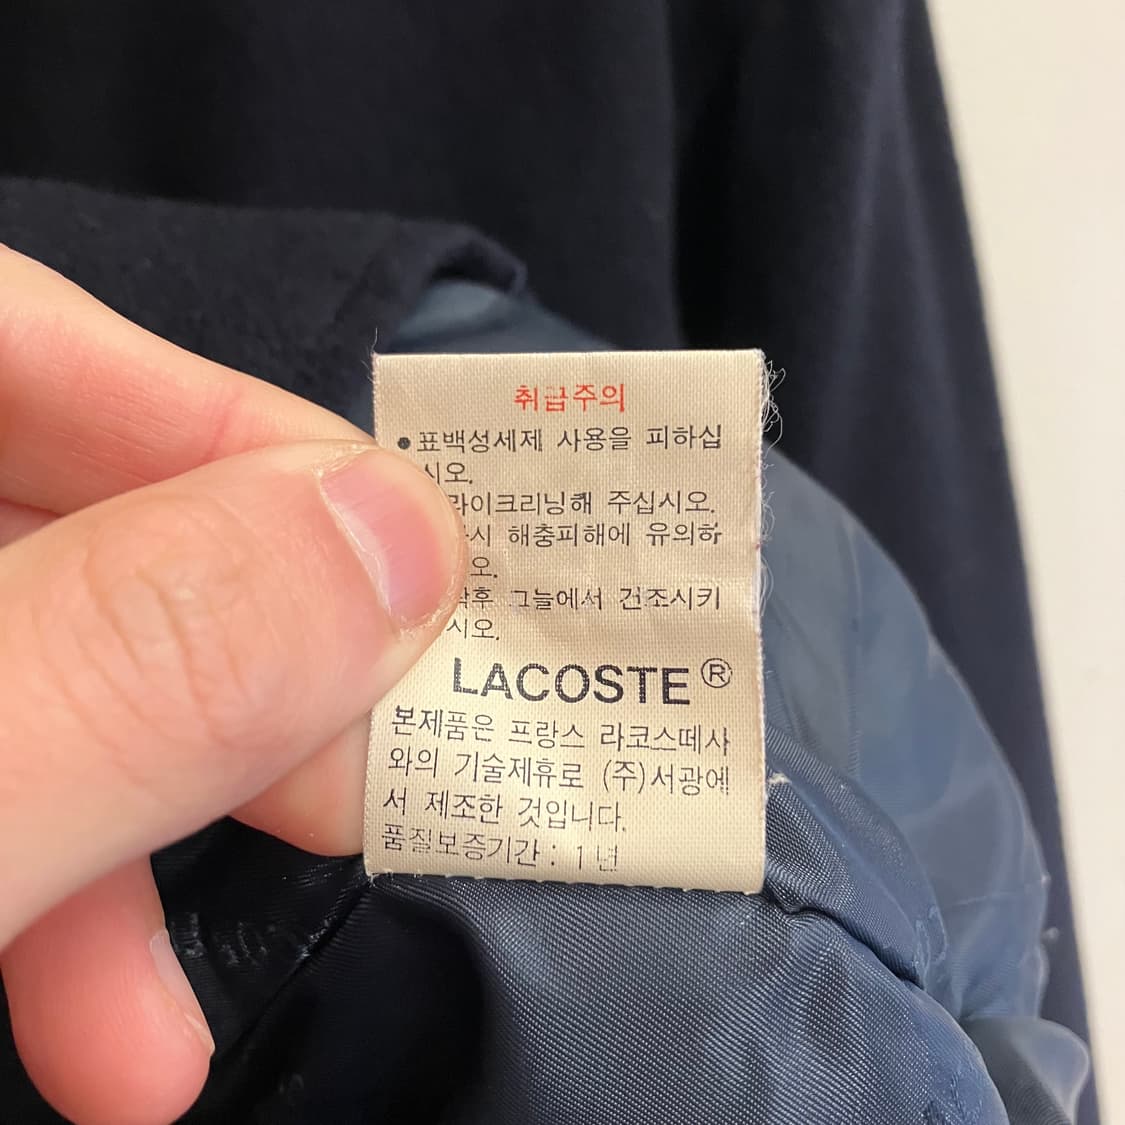 취급주의
• 표백성세제 사용을 피하십
시오.
라이크리닝해 주십시오.
시 해충피해에 유의하
오.
후 그늘에서 건조시키
시오.
LACOSTE®
본제품은 프랑스 라코스떼사
와의 기술제휴로 (주)서광에
서 제조한 것입니다.
품질보증기간 : 1년